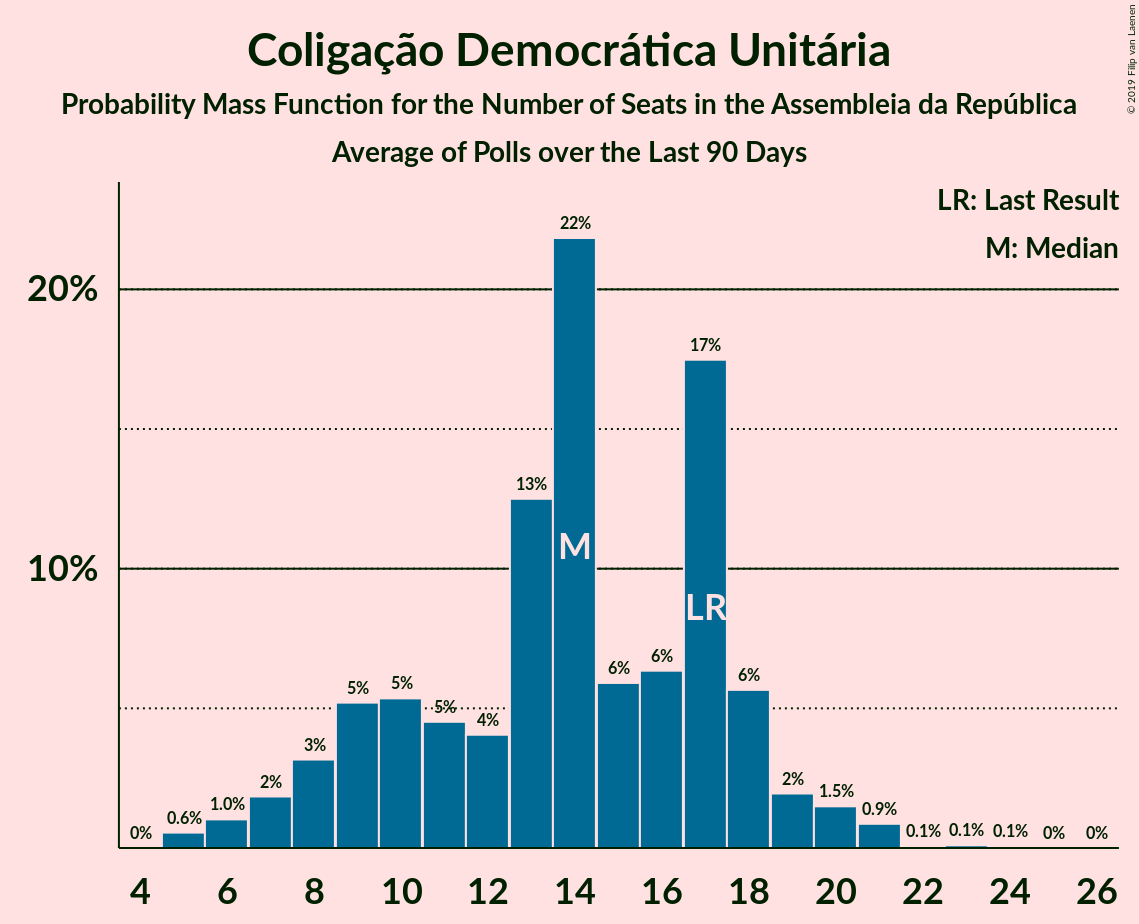 Coligação Democrática Unitária
Probability Mass Function for the Number of Seats in the Assembleia da República
Average of Polls over the Last 90 Days
© 2019 Filip van Laenen
LR: Last Result
M: Median
20%
10%
0%
0.6%
1.0%
2%
3%
5%
5%
5%
4%
13%
22%
6%
6%
17%
6%
2%
1.5%
0.9%
0.1%
0.1%
0.1%
0%
0%
M
LR
4 6 8 10 12 14 16 18 20 22 24 26